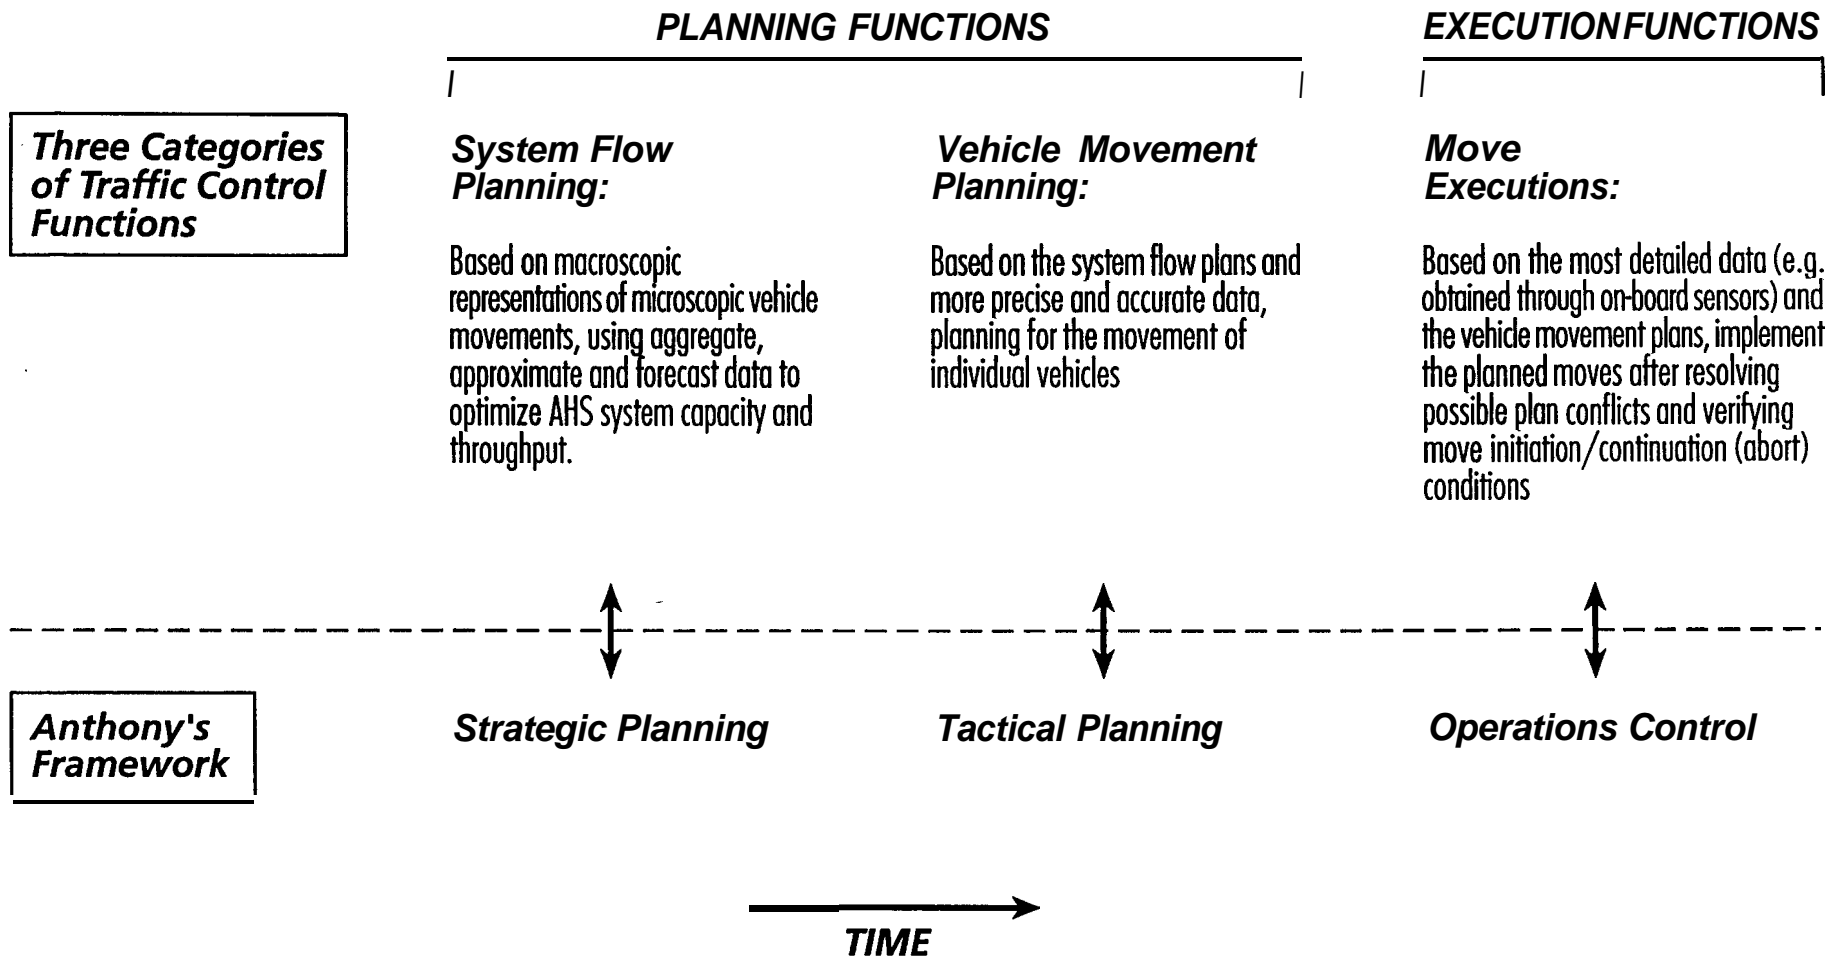 PLANNING FUNCTIONS
EXECUTION FUNCTIONS
Three Categories
of Traffic Control
Functions
System Flow
Planning:
Based on macroscopic
representations of microscopic vehicle
movements, using aggregate,
approximate and forecast data to
optimize AHS system capacity and
throughput.
Vehicle Movement
Planning:
Based on the system flow plans and
more precise and accurate data,
planning for the movement of
individual vehicles
Move
Executions:
Based on the most detailed data (e.g.
obtained through on-board sensors) and
the vehicle movement plans, implement
the planned moves after resolving
possible plan conflicts and verifying
move initiation/continuation (abort)
conditions
Anthony's
Framework
Strategic Planning
Tactical Planning
Operations Control
TIME